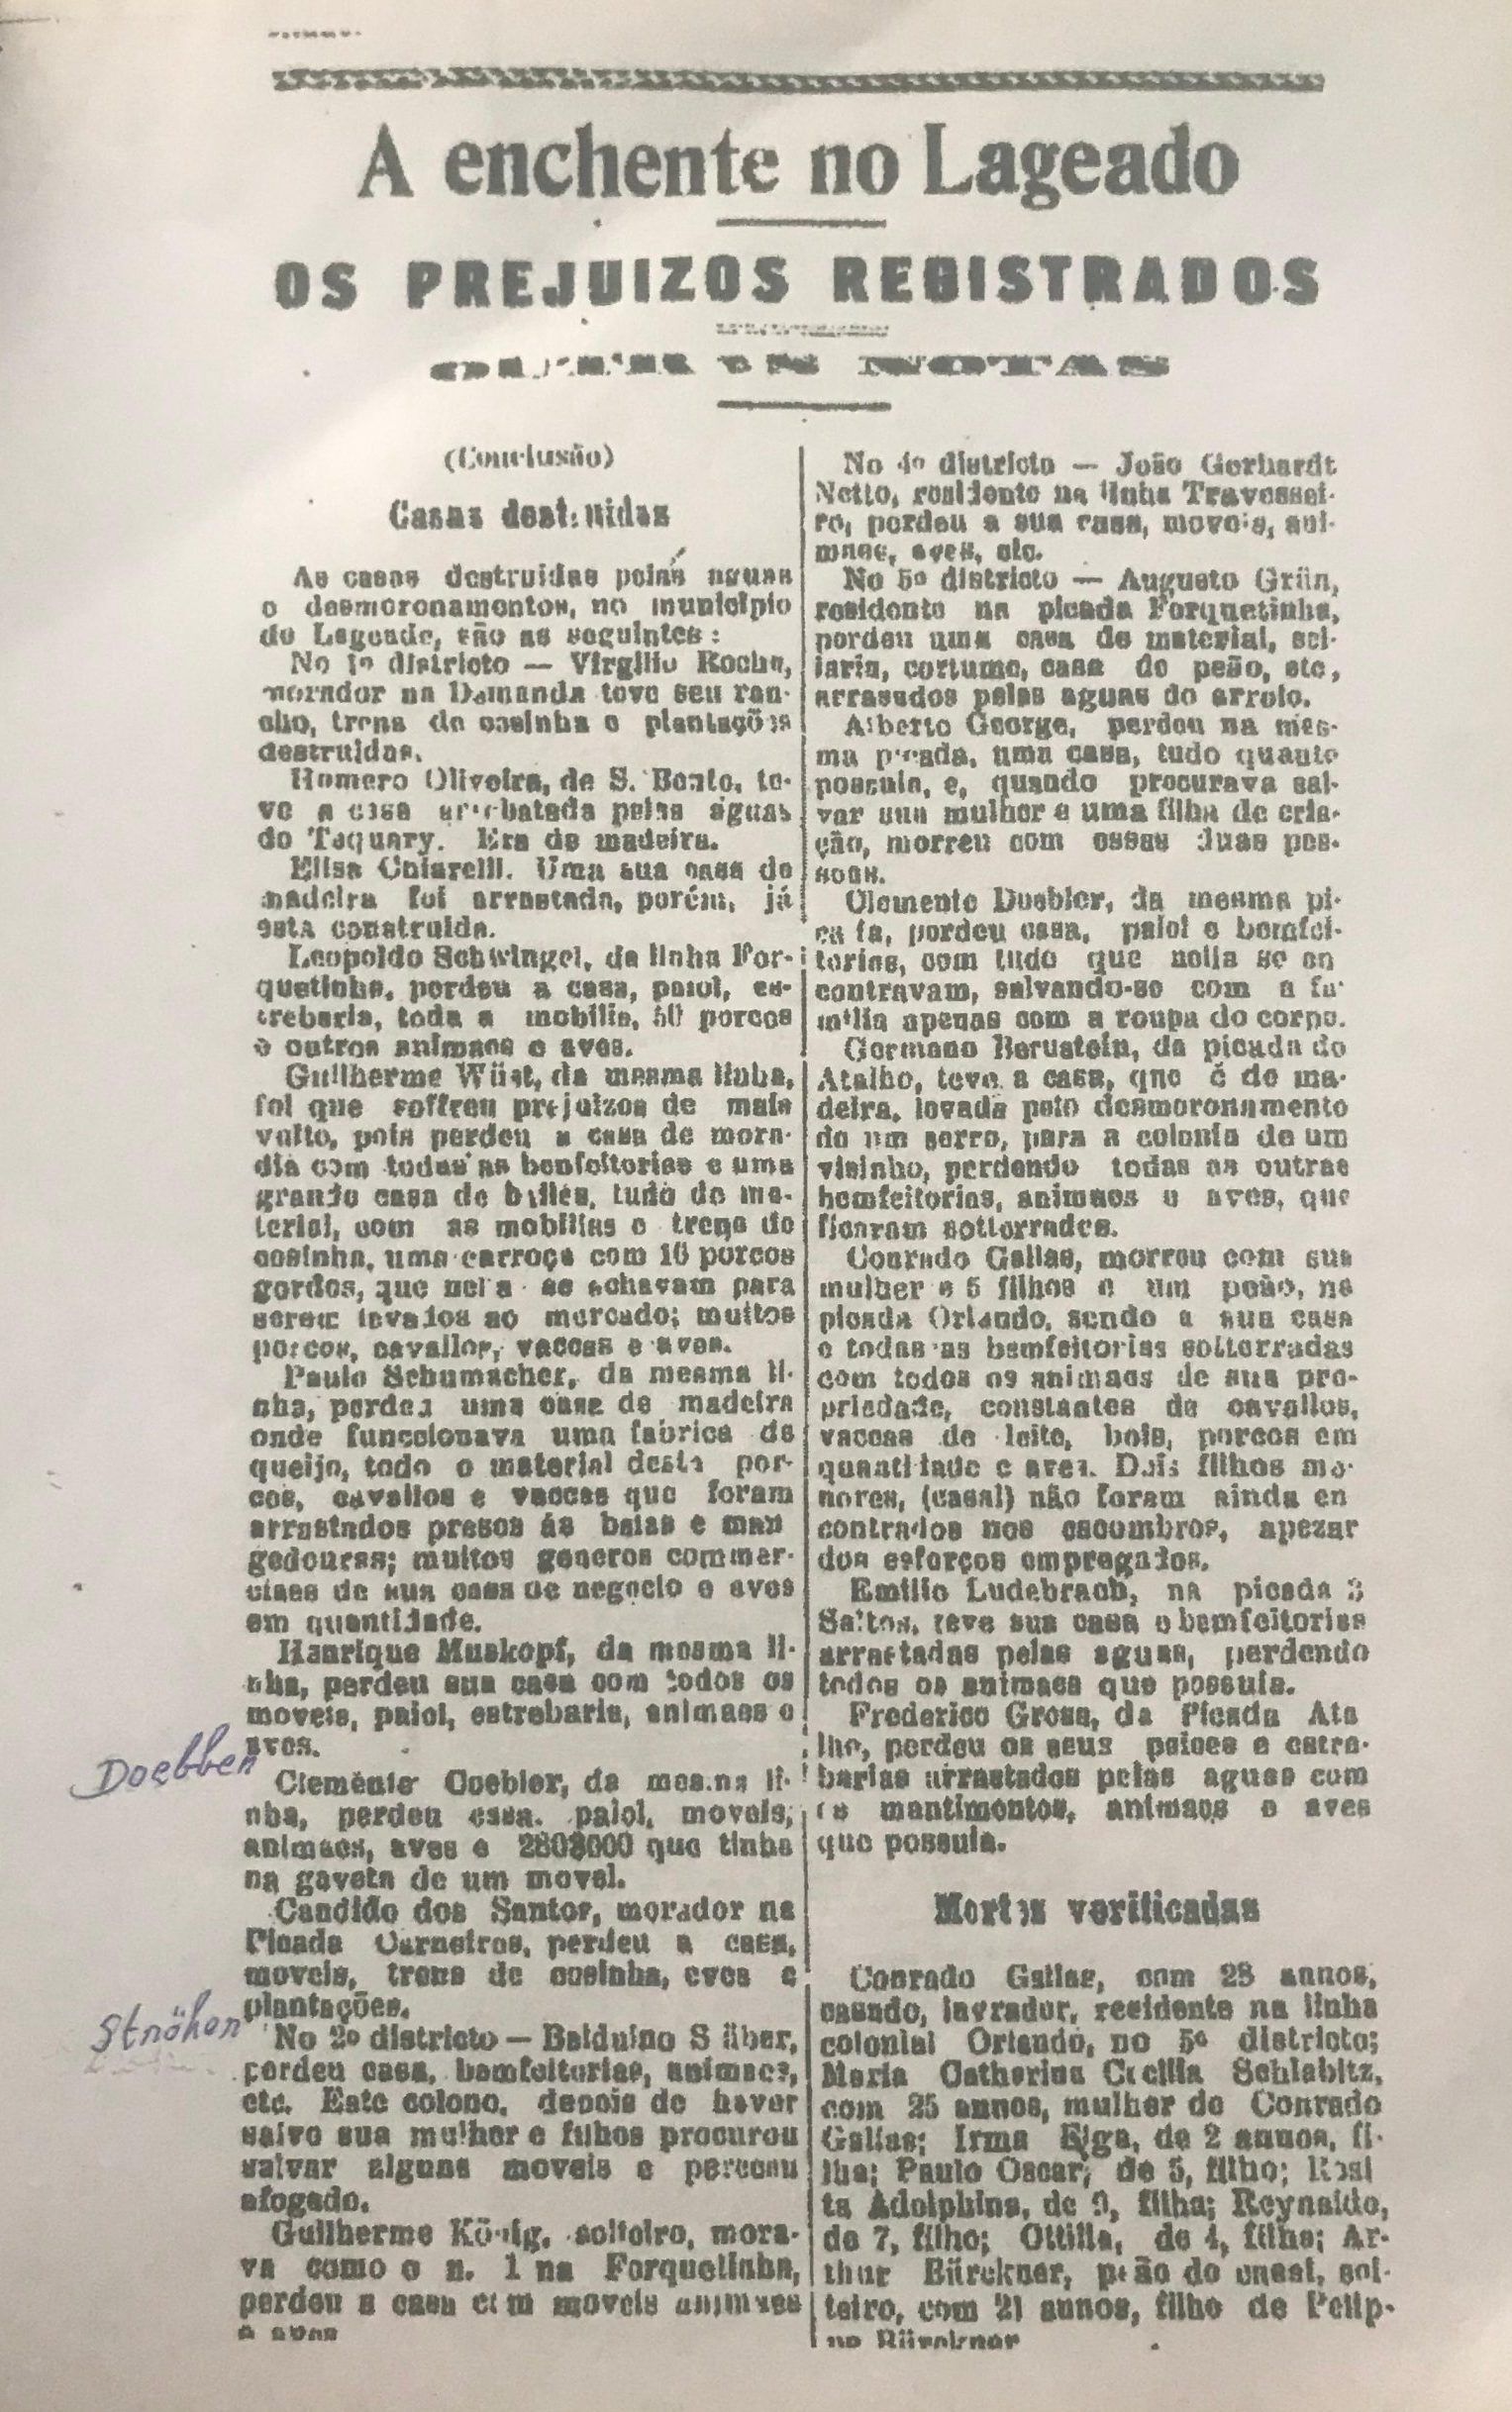 A enchente no Lageado
OS PREJUIZOS REGISTRADOS
NOTAS
(Conclusão)
Casas destruidas
As casas destruidas pelas aguas
e desmoronamentos, no municipio
do Lageado, são as seguintes:
No 1º districto — Virgilio Rocha,
morador na Demanda teve seu ran-
cho, trens de cosinha e plantações
destruidas.
Homero Oliveira, de S. Bento, te-
ve a casa arrebatada pelas águas
do Taquary. Era de madeira.
Elisa Chiarelli. Uma sua casa de
madeira foi arrastada, porém, já
está construida.
Leopoldo Schwingel, da linha For-
quetinha, perdeu a casa, paiol, es-
trebaria, toda a mobilia, 50 porcos
e outros animaes e aves.
Guilherme Wüst, da mesma linha,
foi que soffreu prejuizos de mais
vulto, pois perdeu a casa de mora-
dia com todas as benfeitorias e uma
grande casa de bailes, tudo de ma-
terial, com as mobilias e trens de
cosinha, uma carroça com 16 porcos
gordos, que nella se achavam para
serem levados ao mercado; muitos
porcos, cavallos, vaccas e aves.
Paulo Schumacher, da mesma li-
nha, perdeu uma casa de madeira
onde funccionava uma fabrica de
queijo, todo o material desta por-
cos, cavallos e vaccas que foram
arrastados presos ás baias e man
gedouras; muitos generos commer-
ciaes de sua casa de negocio e aves
em quantidade.
Henrique Muskopf, da mesma li-
nha, perdeu sua casa com todos os
moveis, paiol, estrebaria, animaes e
aves.
Doebber
Clemente Doebler, da mesma li-
nha, perdeu casa, paiol, moveis,
animaes, aves e 280$000 que tinha
na gaveta de um movel.
Candido dos Santos, morador na
Picada Carneiros, perdeu a casa,
moveis, trens de cosinha, aves e
plantações.
Ströher
No 2º districto — Balduino S äher,
perdeu casa, bemfeitorias, animaes,
etc. Este colono, depois de haver
salvo sua mulher e filhos procurou
salvar alguns moveis e pereceu
afogado.
Guilherme König, solteiro, mora-
va como o n. 1 na Forquetinha,
perdeu a casa com moveis animaes
e aves
No 4º districto — João Gerhardt
Netto, residente na linha Travessei-
ro, perdeu a sua casa, moveis, ani-
maes, aves, etc.
No 5º districto — Augusto Grün,
residente na picada Forquetinha,
perdeu uma casa de material, sel-
laria, cortume, casa do peão, etc,
arrasados pelas aguas do arroio.
Alberto George, perdeu na mes-
ma picada, uma casa, tudo quanto
possuia, e, quando procurava sal-
var sua mulher e uma filha de cria-
ção, morreu com essas duas pes-
soas.
Clemente Duebler, da mesma pi-
cada, perdeu casa, paiol e bemfei-
torias, com tudo que nella se en
contravam, salvando-se com a fa-
milia apenas com a roupa do corpo.
Germano Bernstein, da picada do
Atalho, teve a casa, que é de ma-
deira, levada pelo desmoronamento
do um serro, para a colonia de um
visinho, perdendo todas as outras
bemfeitorias, animaes e aves, que
ficaram sotterrados.
Conrado Gallas, morreu com sua
mulher e 5 filhos e um peão, na
picada Orlando, sendo a sua casa
e todas as bemfeitorias sotterradas
com todos os animaes de sua pro-
priedade, constantes de cavallos,
vaccas de leite, bois, porcos em
quantidade e aves. Dois filhos me-
nores, (casal) não foram ainda en
contrados nos escombros, apezar
dos esforços empregados.
Emilio Ludebrach, na picada 3
Saltos, teve sua casa e bemfeitorias
arrastadas pelas aguas, perdendo
todos os animaes que possuia.
Frederico Gross, da Picada Ata
lho, perdeu os seus paioes e estre-
barias arrastados pelas aguas com
os mantimentos, animaes e aves
que possuia.
Mortes verificadas
Conrado Gallas, com 28 annos,
casado, lavrador, residente na linha
colonial Orlando, no 5º districto;
Maria Catharina Cecilia Schlabitz,
com 25 annos, mulher de Conrado
Gallas; Irma Elga, de 2 annos, fi-
lha; Paulo Oscar, de 5, filho; Rosi
ta Adolphina, de 9, filha; Reynaldo,
de 7, filho; Ottilia, de 4, filha; Ar-
thur Bürckner, peão do casal, sol-
teiro, com 21 annos, filho de Felip-
pe Bürckner